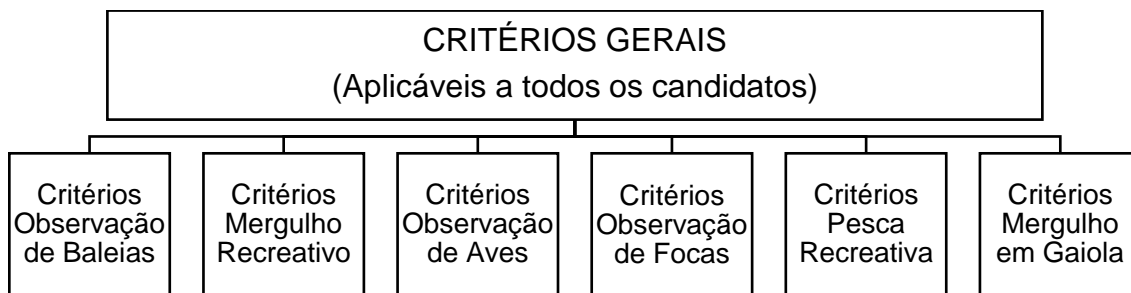 CRITÉRIOS GERAIS
(Aplicáveis a todos os candidatos)
Critérios
Observação
de Baleias
Critérios
Mergulho
Recreativo
Critérios
Observação
de Aves
Critérios
Observação
de Focas
Critérios
Pesca
Recreativa
Critérios
Mergulho
em Gaiola